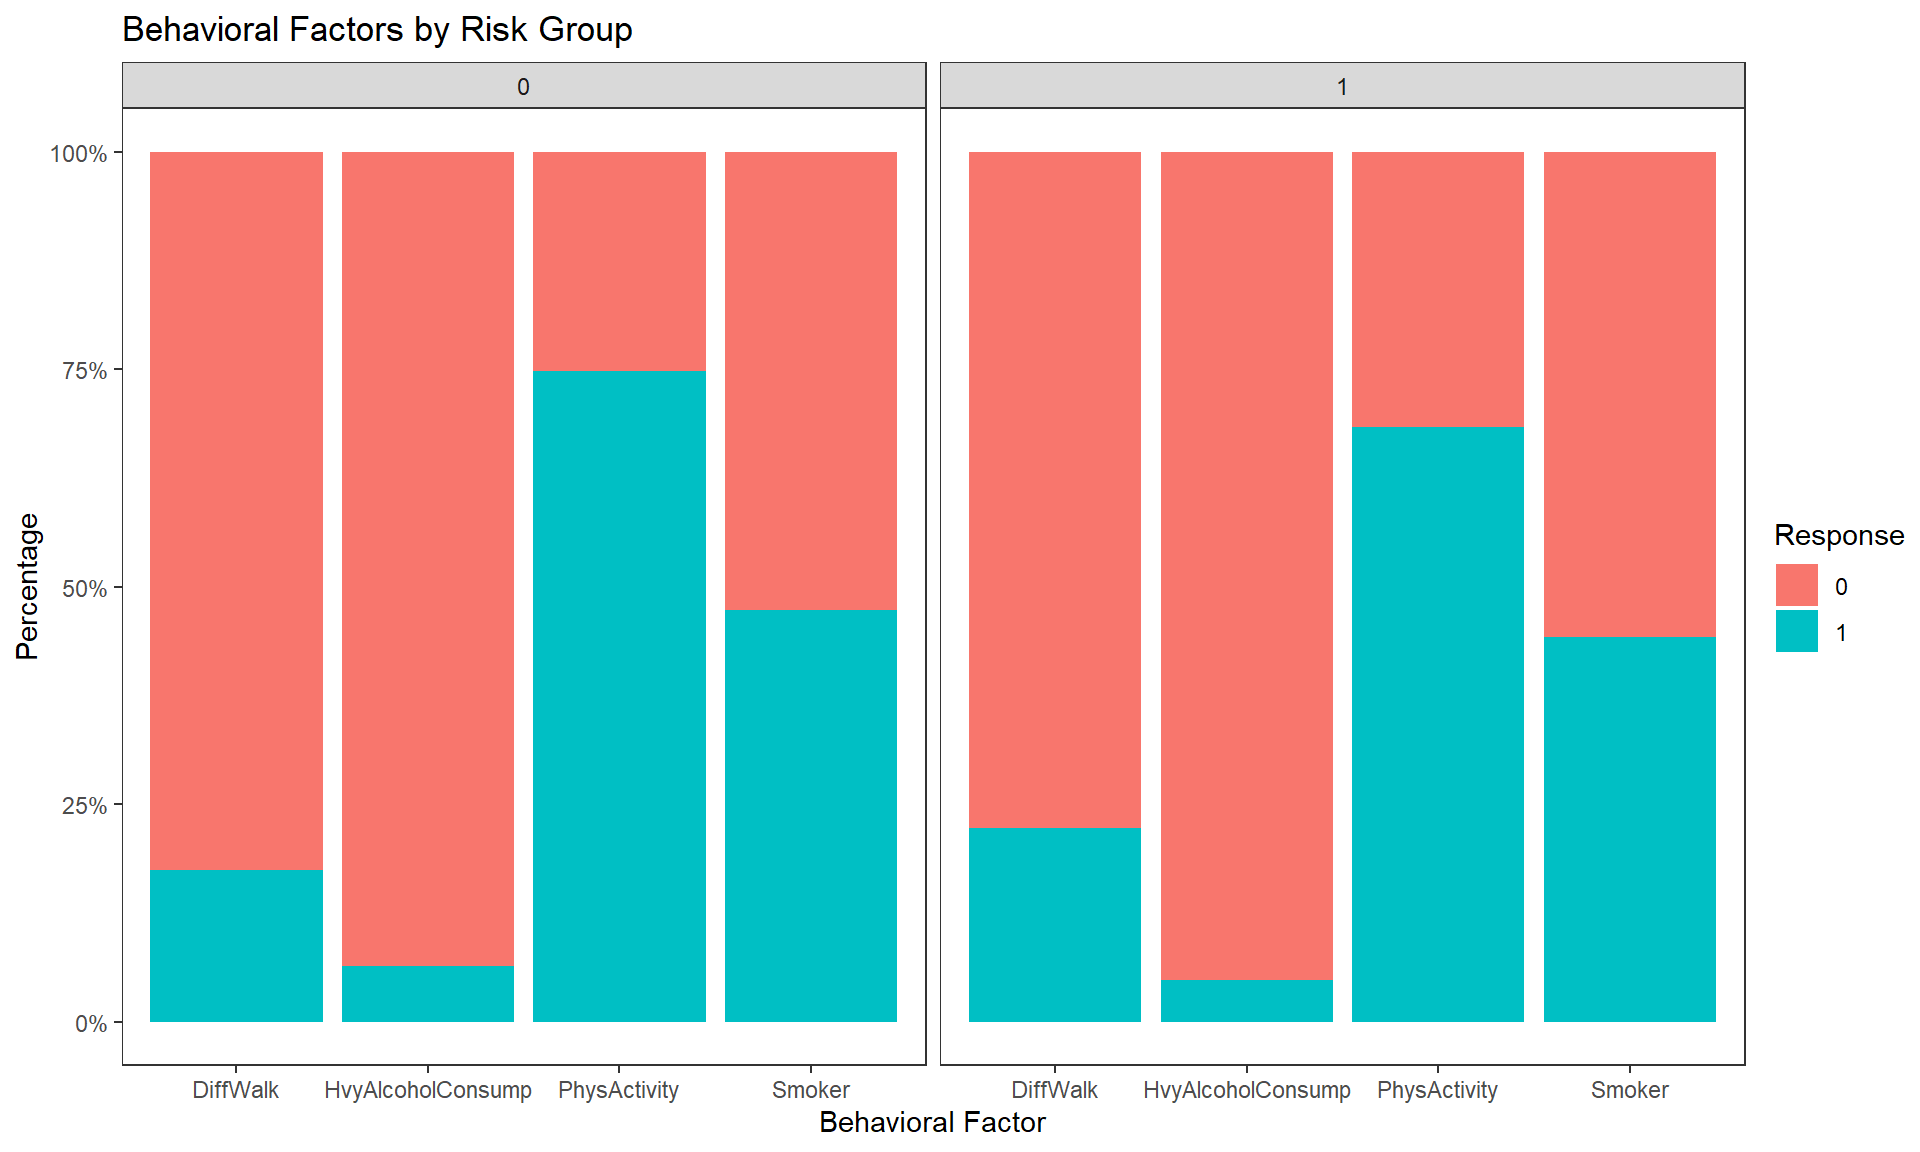 Behavioral Factors by Risk Group
0
1
100%
75%
50%
25%
0%
Percentage
DiffWalk
HvyAlcoholConsump
PhysActivity
Smoker
DiffWalk
HvyAlcoholConsump
PhysActivity
Smoker
Behavioral Factor
Response
0
1